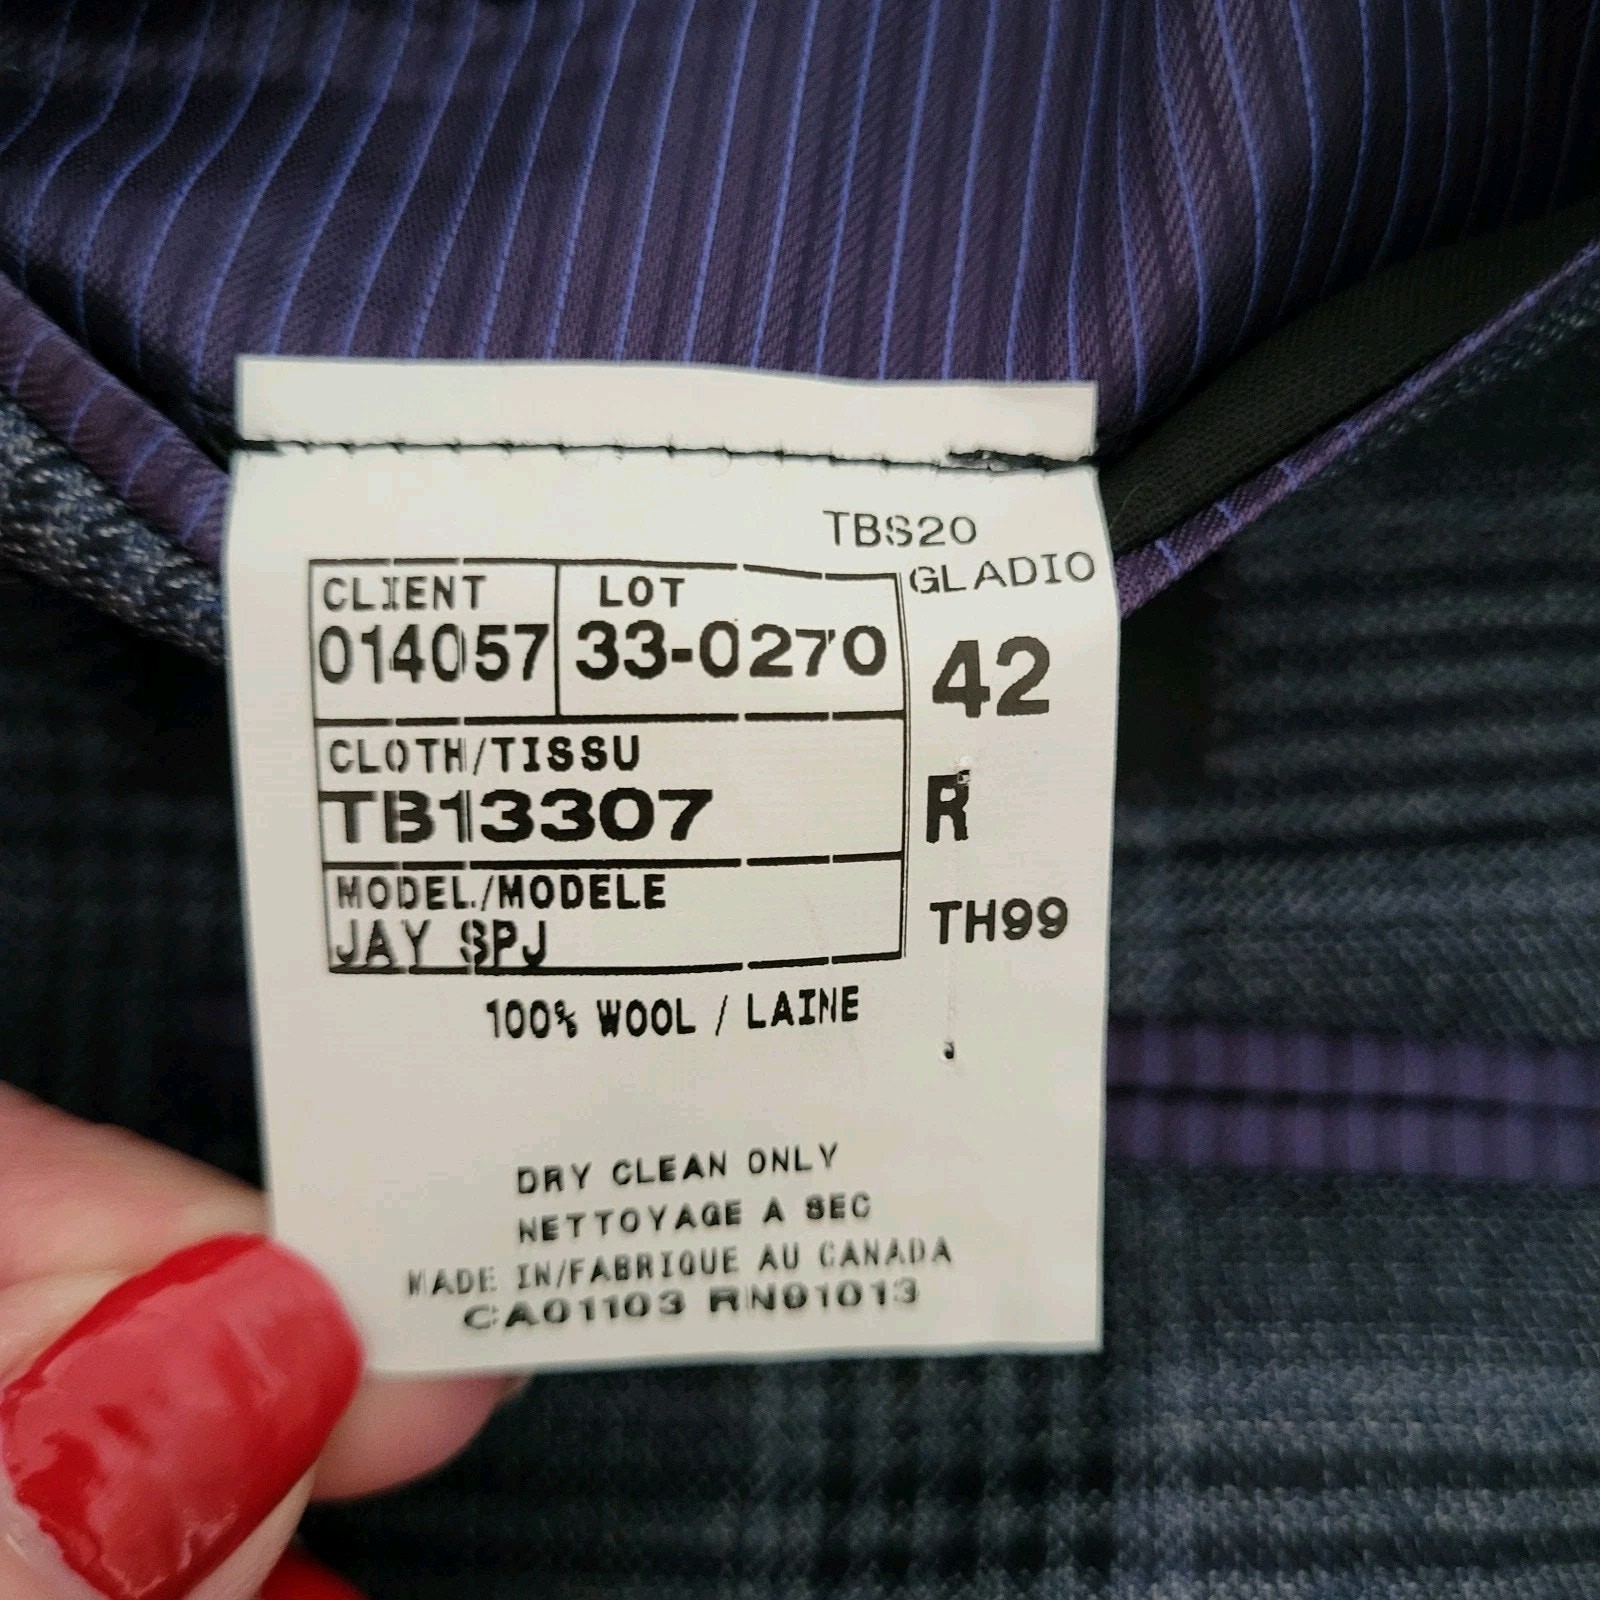 TBS20
GLADIO
CLIENT LOT
014057 33-0270 42
CLOTH/TISSU
TB13307 R
MODEL/MODELE
JAY SPJ TH99
100% WOOL / LAINE
DRY CLEAN ONLY
NETTOYAGE A SEC
MADE IN/FABRIQUE AU CANADA
CA01103 RN91013